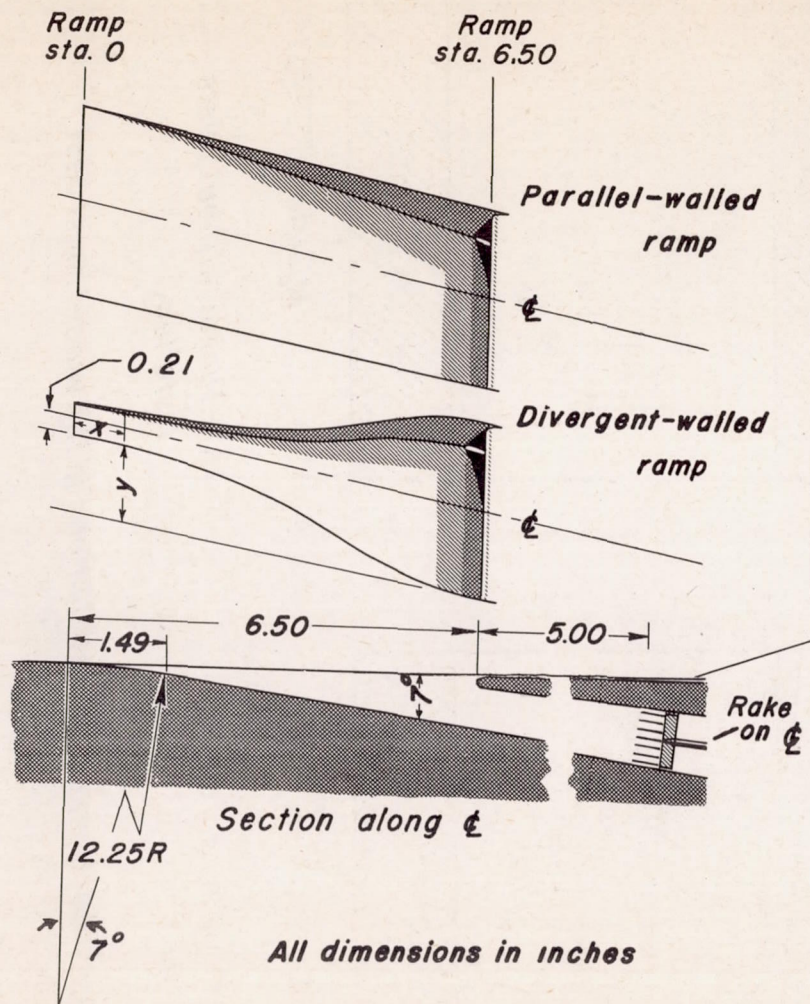 Ramp
sta. 0
Ramp
sta. 6.50
Parallel-walled
ramp
℄
0.21
x
y
Divergent-walled
ramp
℄
6.50
1.49
5.00
7°
Rake
on ℄
Section along ℄
12.25R
7°
All dimensions in inches